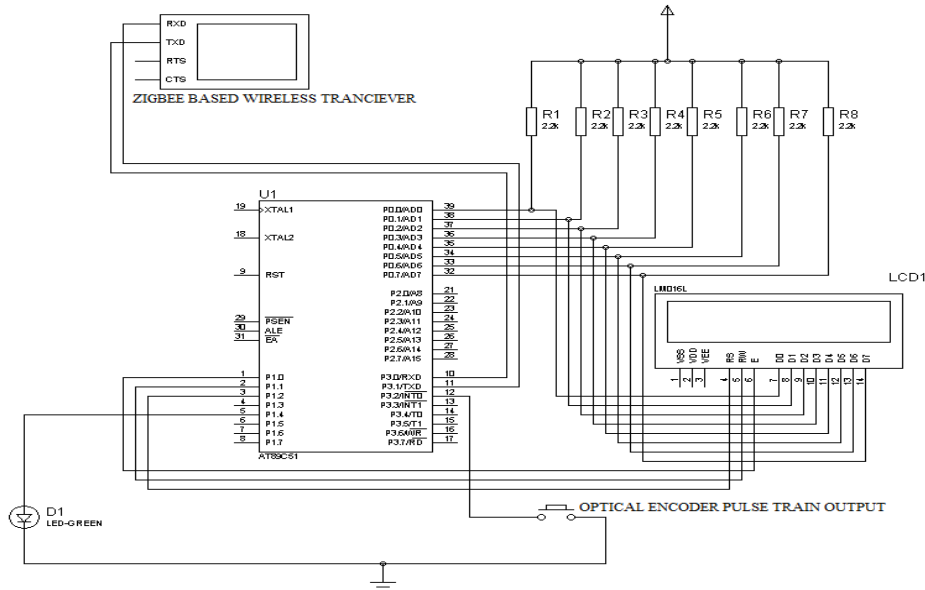 RXD
TXD
RTS
CTS
ZIGBEE BASED WIRELESS TRANCIEVER
R1
2.2k
R2
2.2k
R3
2.2k
R4
2.2k
R5
2.2k
R6
2.2k
R7
2.2k
R8
2.2k
U1
19 XTAL1
18 XTAL2
9 RST
29 PSEN
30 ALE
31 EA
1 P1.0
2 P1.1
3 P1.2
4 P1.3
5 P1.4
6 P1.5
7 P1.6
8 P1.7
P0.0/AD0 39
P0.1/AD1 38
P0.2/AD2 37
P0.3/AD3 36
P0.4/AD4 35
P0.5/AD5 34
P0.6/AD6 33
P0.7/AD7 32
P2.0/A8 21
P2.1/A9 22
P2.2/A10 23
P2.3/A11 24
P2.4/A12 25
P2.5/A13 26
P2.6/A14 27
P2.7/A15 28
P3.0/RXD 10
P3.1/TXD 11
P3.2/INT0 12
P3.3/INT1 13
P3.4/T0 14
P3.5/T1 15
P3.6/WR 16
P3.7/RD 17
AT89C51
LCD1
LM016L
VSS VDD VEE RS RW E D0 D1 D2 D3 D4 D5 D6 D7
1 2 3 4 5 6 7 8 9 10 11 12 13 14
D1
LED-GREEN
OPTICAL ENCODER PULSE TRAIN OUTPUT